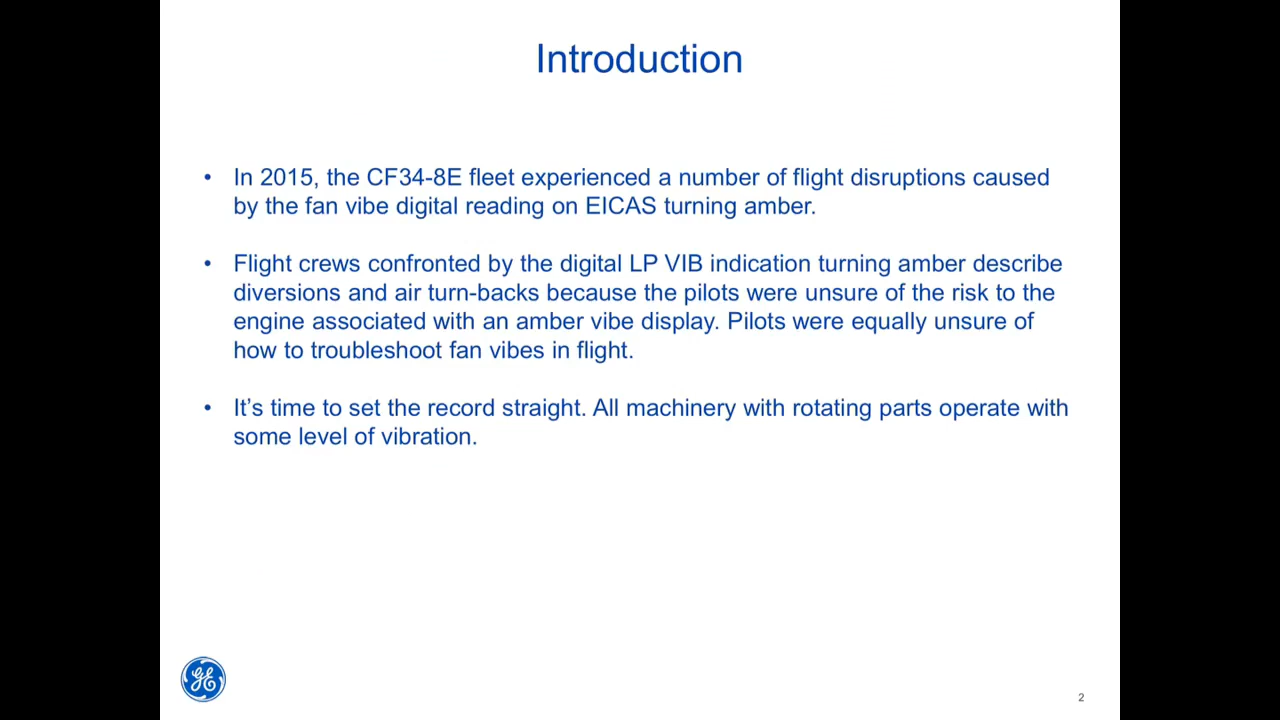 Introduction
• In 2015, the CF34-8E fleet experienced a number of flight disruptions caused
by the fan vibe digital reading on EICAS turning amber.
• Flight crews confronted by the digital LP VIB indication turning amber describe
diversions and air turn-backs because the pilots were unsure of the risk to the
engine associated with an amber vibe display. Pilots were equally unsure of
how to troubleshoot fan vibes in flight.
• It’s time to set the record straight. All machinery with rotating parts operate with
some level of vibration.
GE
2